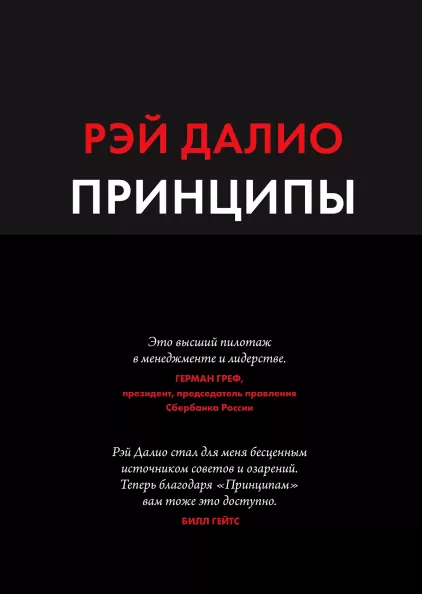 РЭЙ ДАЛИО
ПРИНЦИПЫ
Это высший пилотаж
в менеджменте и лидерстве.
ГЕРМАН ГРЕФ,
президент, председатель правления
Сбербанка России
Рэй Далио стал для меня бесценным
источником советов и озарений.
Теперь благодаря «Принципам»
вам тоже это доступно.
БИЛЛ ГЕЙТС